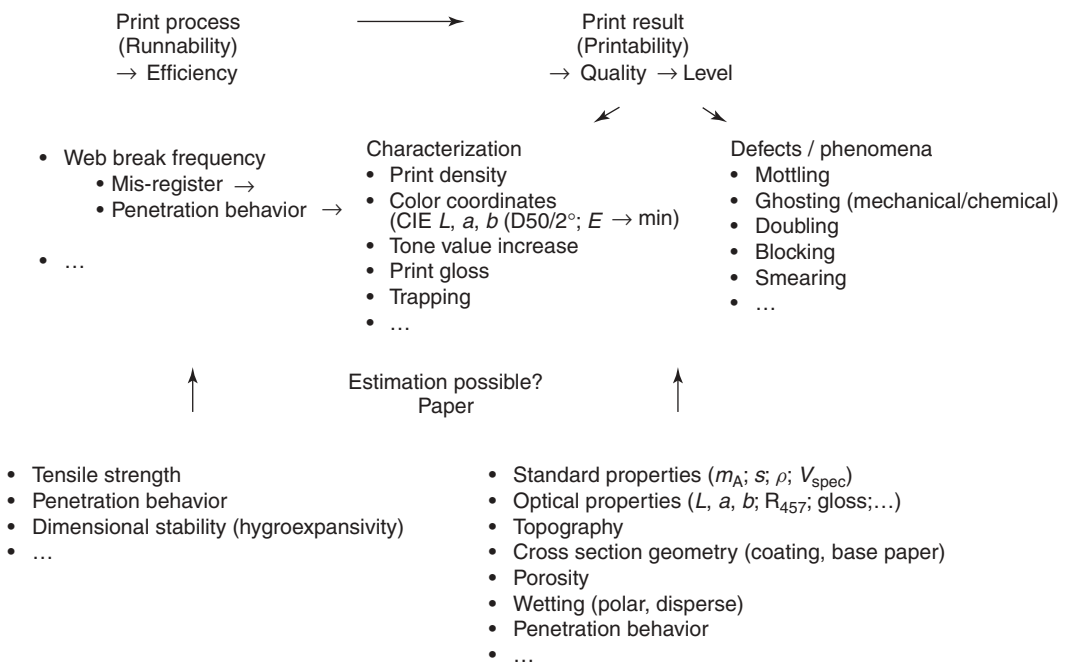 Print process
(Runnability)
→ Efficiency
Print result
(Printability)
→ Quality → Level
• Web break frequency
• Mis-register →
• Penetration behavior →
• …
Characterization
• Print density
• Color coordinates
(CIE L, a, b (D50/2°; E → min)
• Tone value increase
• Print gloss
• Trapping
• …
Defects / phenomena
• Mottling
• Ghosting (mechanical/chemical)
• Doubling
• Blocking
• Smearing
• …
Estimation possible?
Paper
• Tensile strength
• Penetration behavior
• Dimensional stability (hygroexpansivity)
• …
• Standard properties (mA; s; ρ; Vspec)
• Optical properties (L, a, b; R457; gloss;…)
• Topography
• Cross section geometry (coating, base paper)
• Porosity
• Wetting (polar, disperse)
• Penetration behavior
• …